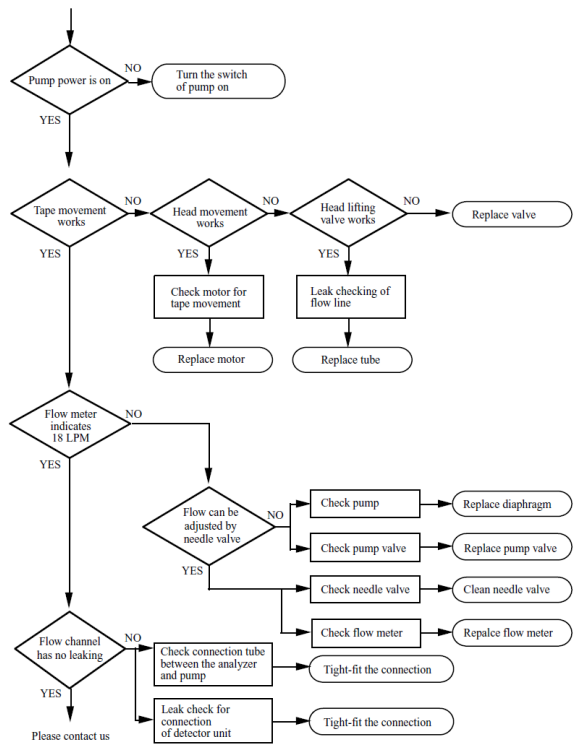 Pump power is on
NO
Turn the switch
of pump on
YES
Tape movement
works
NO
Head movement
works
NO
Head lifting
valve works
NO
Replace valve
YES
YES
YES
Check motor for
tape movement
Leak checking of
flow line
Replace motor
Replace tube
Flow meter
indicates
18 LPM
NO
YES
Flow can be
adjusted by
needle valve
NO
Check pump
Replace diaphragm
Check pump valve
Replace pump valve
YES
Check needle valve
Clean needle valve
Check flow meter
Repalce flow meter
Flow channel
has no leaking
NO
Check connection tube
between the analyzer
and pump
Tight-fit the connection
YES
Leak check for
connection
of detector unit
Tight-fit the connection
Please contact us